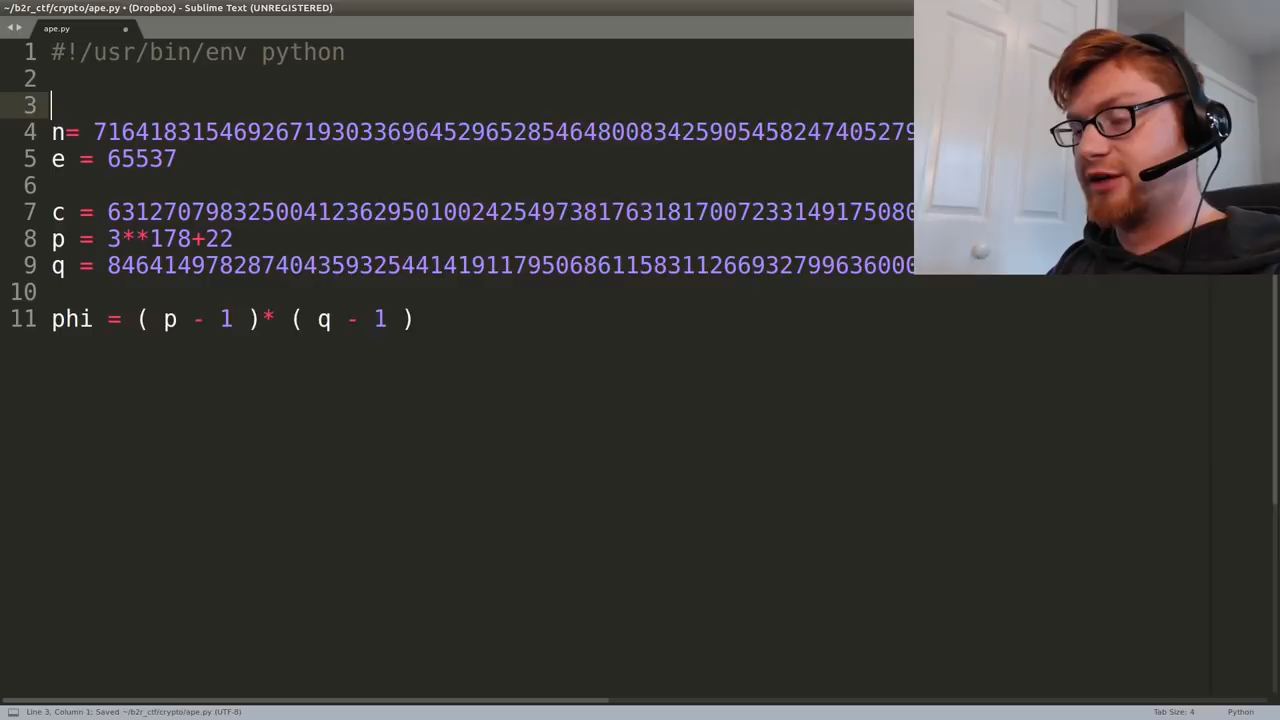 ~/b2r_ctf/crypto/ape.py • (Dropbox) - Sublime Text (UNREGISTERED)
ape.py
1 #!/usr/bin/env python
2
3
4 n= 71641831546926719303369645296528546480083425905458247405279
5 e = 65537
6
7 c = 6312707983250041236295010024254973817631817007233149175080
8 p = 3**178+22
9 q = 8464149782874043593254414191179506861158311266932799636000
10
11 phi = ( p - 1 )* ( q - 1 )
Line 3, Column 1; Saved ~/b2r_ctf/crypto/ape.py (UTF-8)
Tab Size: 4
Python